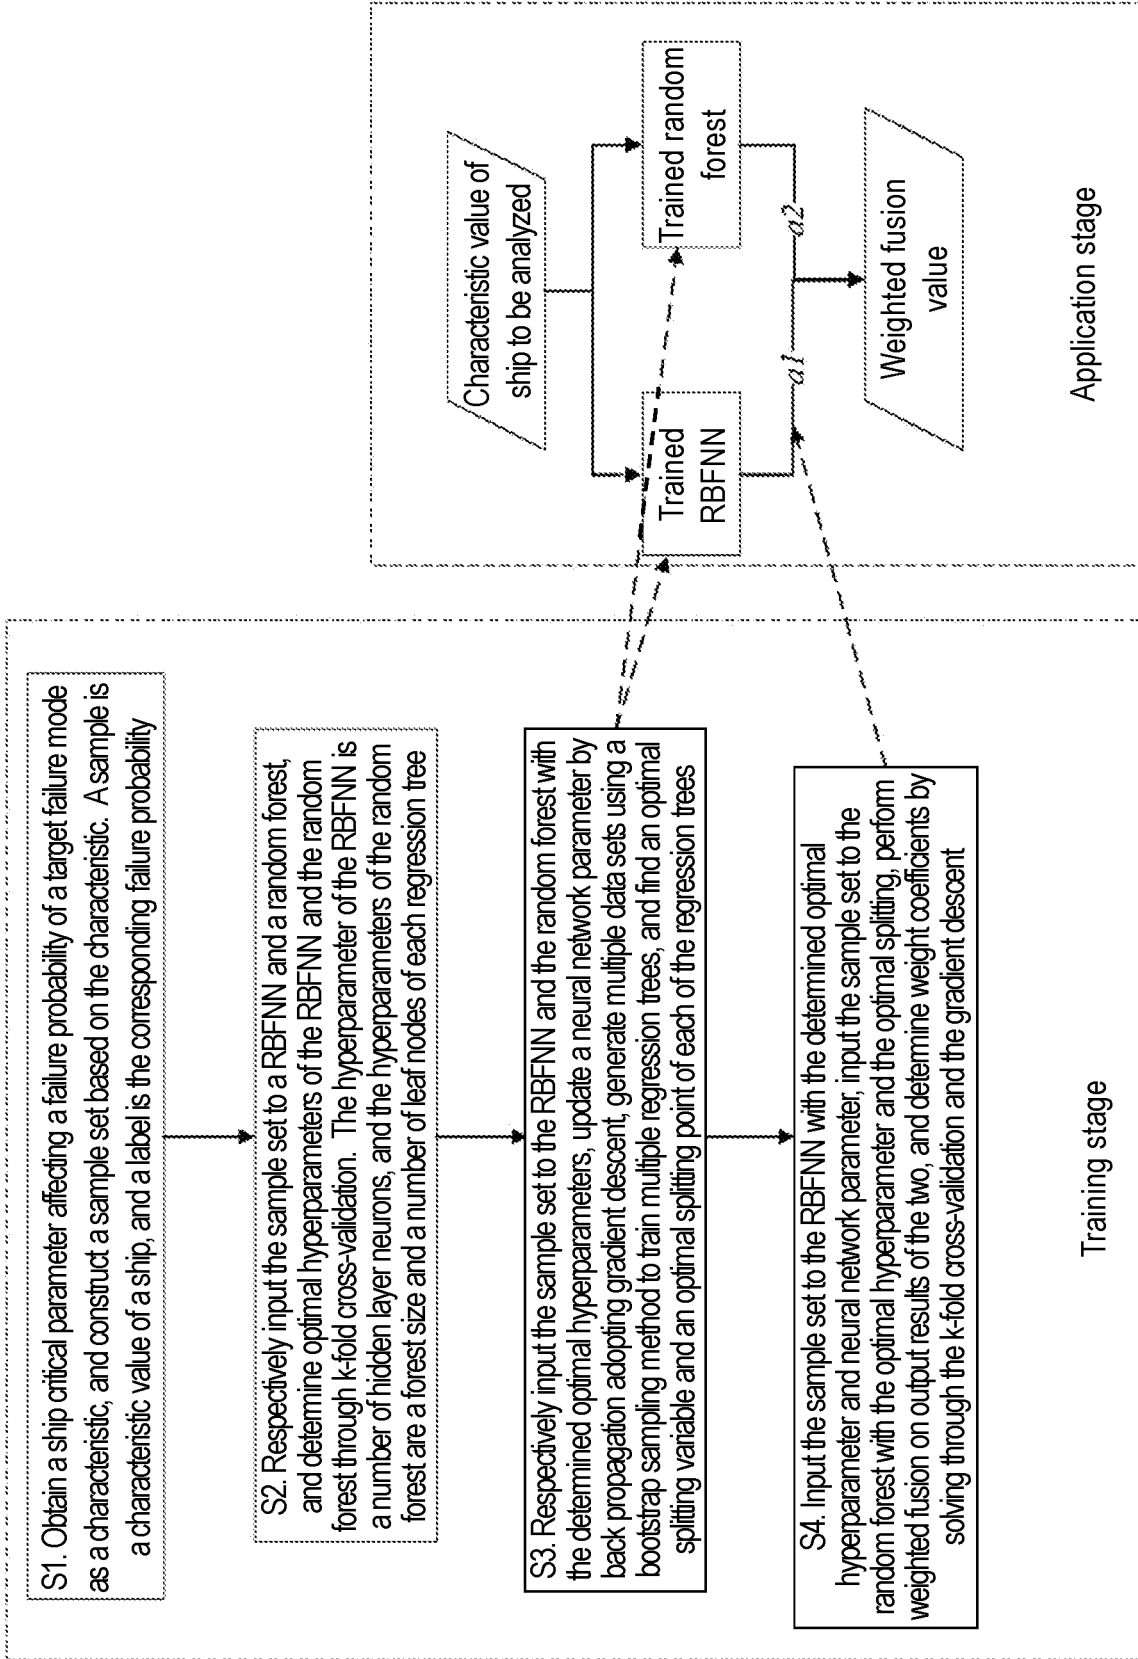 S1. Obtain a ship critical parameter affecting a failure probability of a target failure mode
as a characteristic, and construct a sample set based on the characteristic. A sample is
a characteristic value of a ship, and a label is the corresponding failure probability
S2. Respectively input the sample set to a RBFNN and a random forest,
and determine optimal hyperparameters of the RBFNN and the random
forest through k-fold cross-validation. The hyperparameter of the RBFNN is
a number of hidden layer neurons, and the hyperparameters of the random
forest are a forest size and a number of leaf nodes of each regression tree
S3. Respectively input the sample set to the RBFNN and the random forest with
the determined optimal hyperparameters, update a neural network parameter by
back propagation adopting gradient descent, generate multiple data sets using a
bootstrap sampling method to train multiple regression trees, and find an optimal
splitting variable and an optimal splitting point of each of the regression trees
S4. Input the sample set to the RBFNN with the determined optimal
hyperparameter and neural network parameter, input the sample set to the
random forest with the optimal hyperparameter and the optimal splitting, perform
weighted fusion on output results of the two, and determine weight coefficients by
solving through the k-fold cross-validation and the gradient descent
Training stage
Characteristic value of
ship to be analyzed
Trained
RBFNN
Trained random
forest
a1
a2
Weighted fusion
value
Application stage